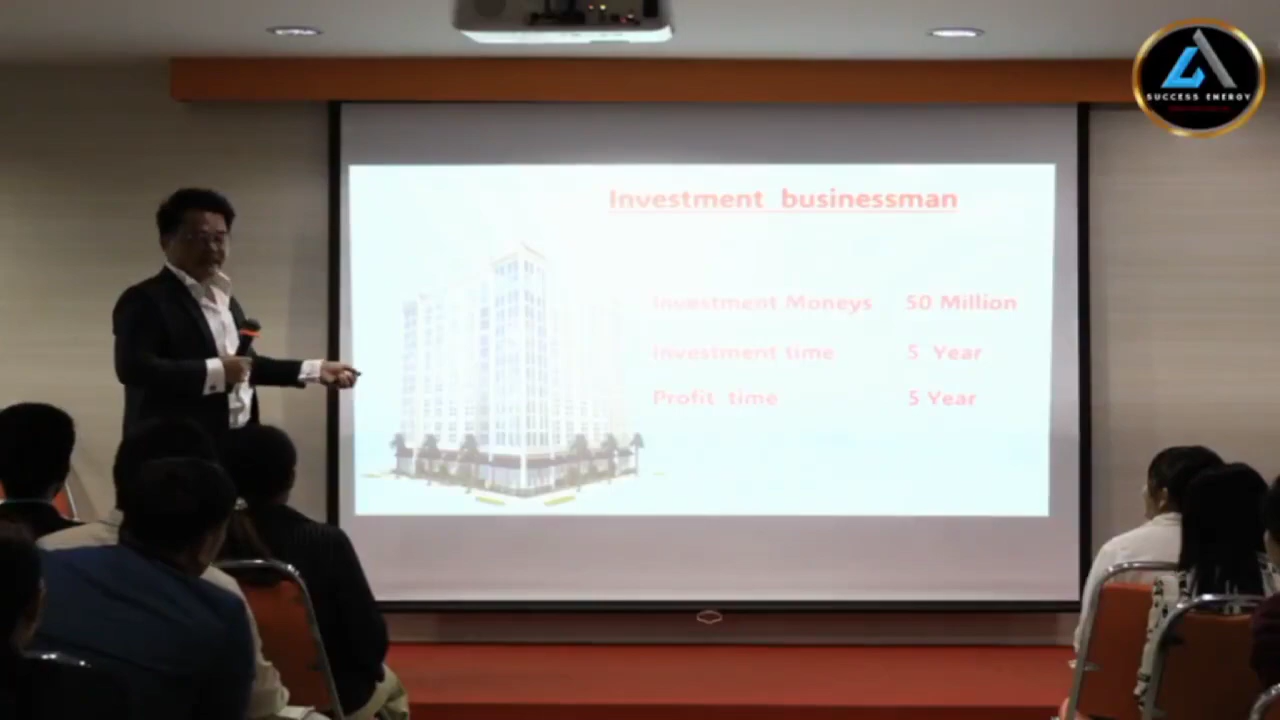 SUCCESS ENERGY
Investment businessman
Investment Moneys 50 Million
Investment time 5 Year
Profit time 5 Year